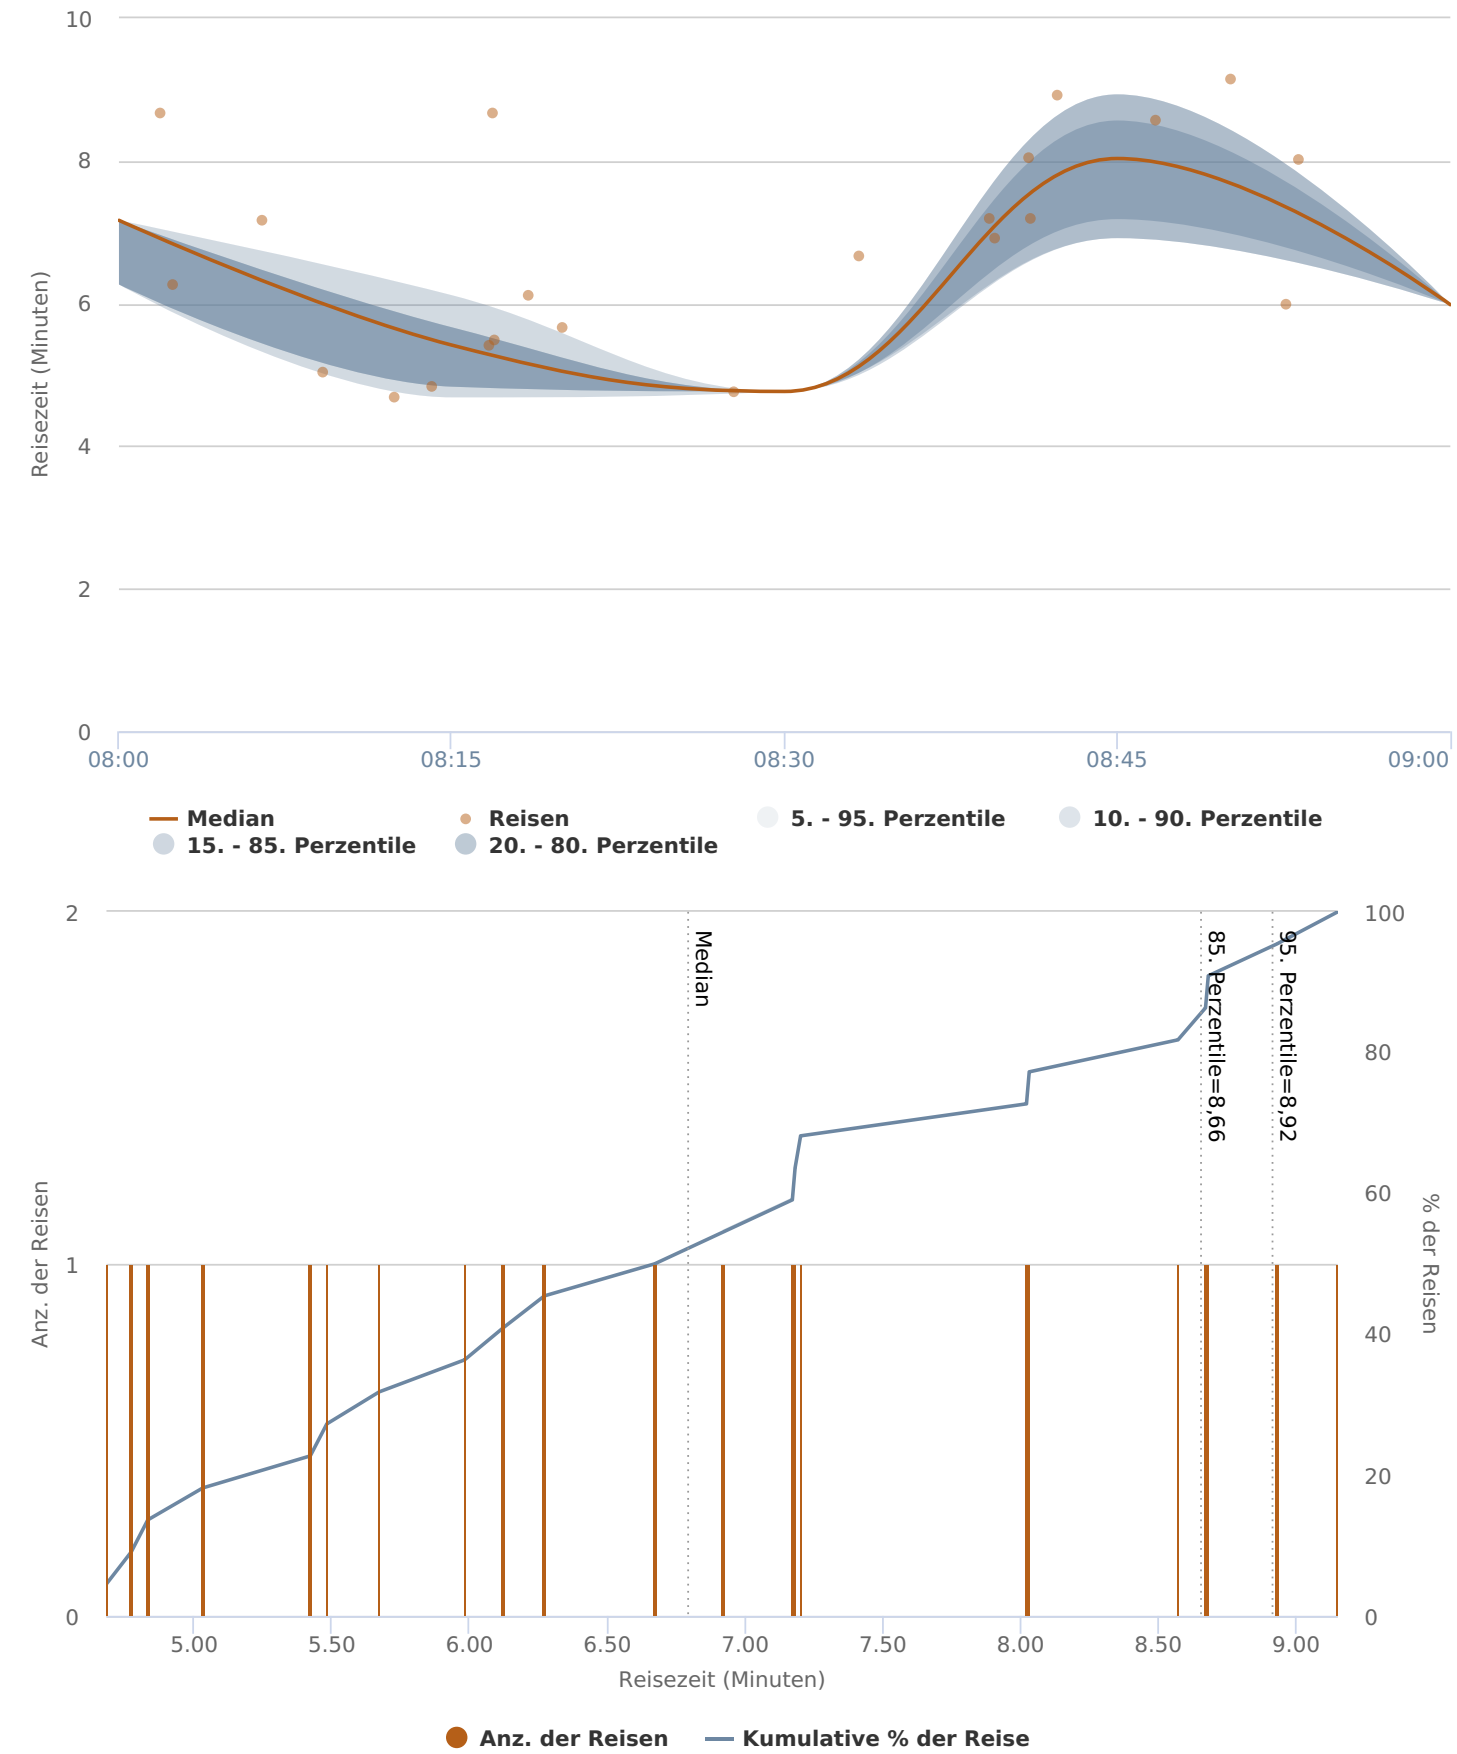 10
8
6
4
2
0
Reisezeit (Minuten)
08:00 08:15 08:30 08:45 09:00
Median Reisen 5. - 95. Perzentile 10. - 90. Perzentile
15. - 85. Perzentile 20. - 80. Perzentile
2
1
0
Anz. der Reisen
Median
85. Perzentile=8,66
95. Perzentile=8,92
100
80
60
40
20
0
% der Reisen
5.00 5.50 6.00 6.50 7.00 7.50 8.00 8.50 9.00
Reisezeit (Minuten)
Anz. der Reisen Kumulative % der Reise